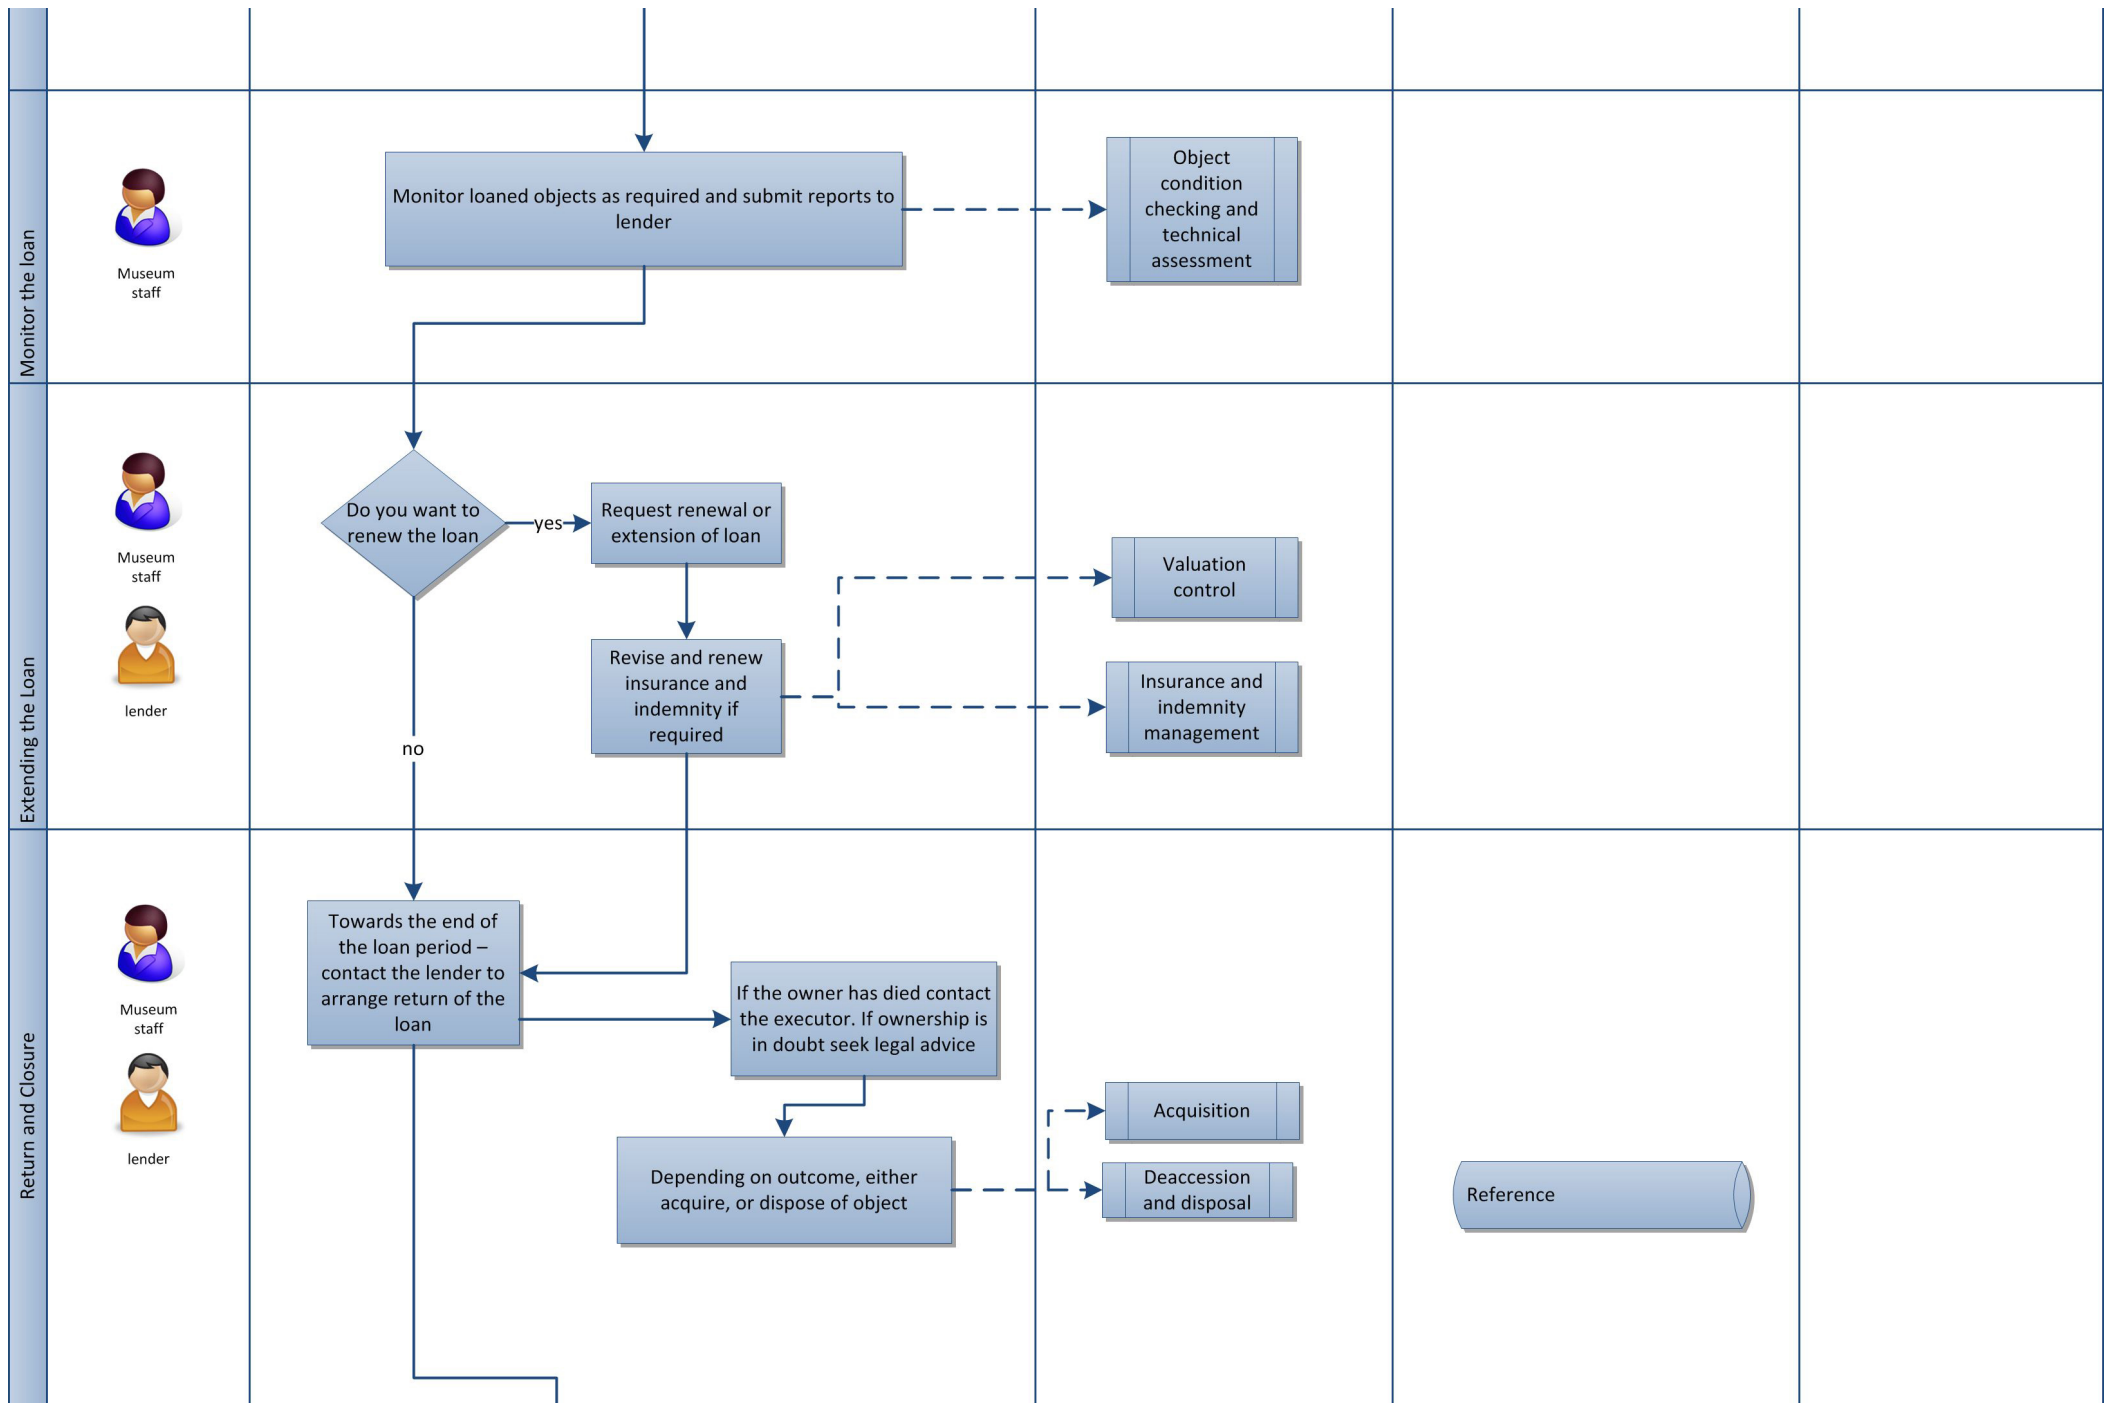 Monitor the loan
Museum
staff
Monitor loaned objects as required and submit reports to
lender
Object
condition
checking and
technical
assessment
Extending the Loan
Museum
staff
lender
Do you want to
renew the loan
yes
Request renewal or
extension of loan
no
Revise and renew
insurance and
indemnity if
required
Valuation
control
Insurance and
indemnity
management
Return and Closure
Museum
staff
lender
Towards the end of
the loan period –
contact the lender to
arrange return of the
loan
If the owner has died contact
the executor. If ownership is
in doubt seek legal advice
Depending on outcome, either
acquire, or dispose of object
Acquisition
Deaccession
and disposal
Reference